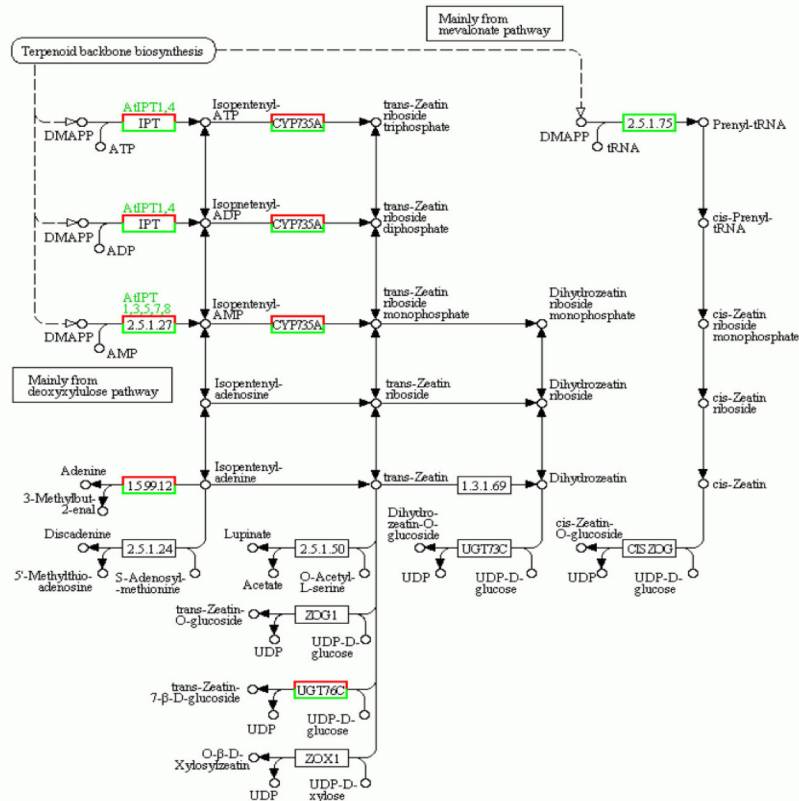 Mainly from
mevalonate pathway
Terpenoid backbone biosynthesis
AtIPT1,4
IPT
DMAPP
ATP
Isopentenyl-
ATP
CYP735A
trans-Zeatin
riboside
triphosphate
DMAPP
tRNA
2.5.1.75
Prenyl-tRNA
AtIPT1,4
IPT
DMAPP
ADP
Isopnetenyl-
ADP
CYP735A
trans-Zeatin
riboside
diphosphate
cis-Prenyl-
tRNA
AtIPT
1,3,5,7,8
2.5.1.27
DMAPP
AMP
Isopentenyl-
AMP
CYP735A
trans-Zeatin
riboside
monophosphate
Dihydrozeatin
riboside
monophosphate
cis-Zeatin
riboside
monophosphate
Mainly from
deoxyxylulose pathway
Isopentenyl-
adenosine
trans-Zeatin
riboside
Dihydrozeatin
riboside
cis-Zeatin
riboside
Adenine
3-Methylbut-
2-enal
1.5.99.12
Isopentenyl-
adenine
trans-Zeatin
1.3.1.69
Dihydrozeatin
cis-Zeatin
Discadenine
5'-Methylthio-
adenosine
2.5.1.24
S-Adenosyl-
-methionine
Lupinate
Acetate
2.5.1.50
O-Acetyl-
L-serine
Dihydro-
zeatin-O-
glucoside
UDP
UGT73C
UDP-D-
glucose
cis-Zeatin-
O-glucoside
UDP
CISZOG
UDP-D-
glucose
trans-Zeatin-
O-glucoside
UDP
ZOG1
UDP-D-
glucose
trans-Zeatin-
7-β-D-glucoside
UDP
UGT76C
UDP-D-
glucose
O-β-D-
Xylosylzeatin
UDP
ZOX1
UDP-D-
xylose